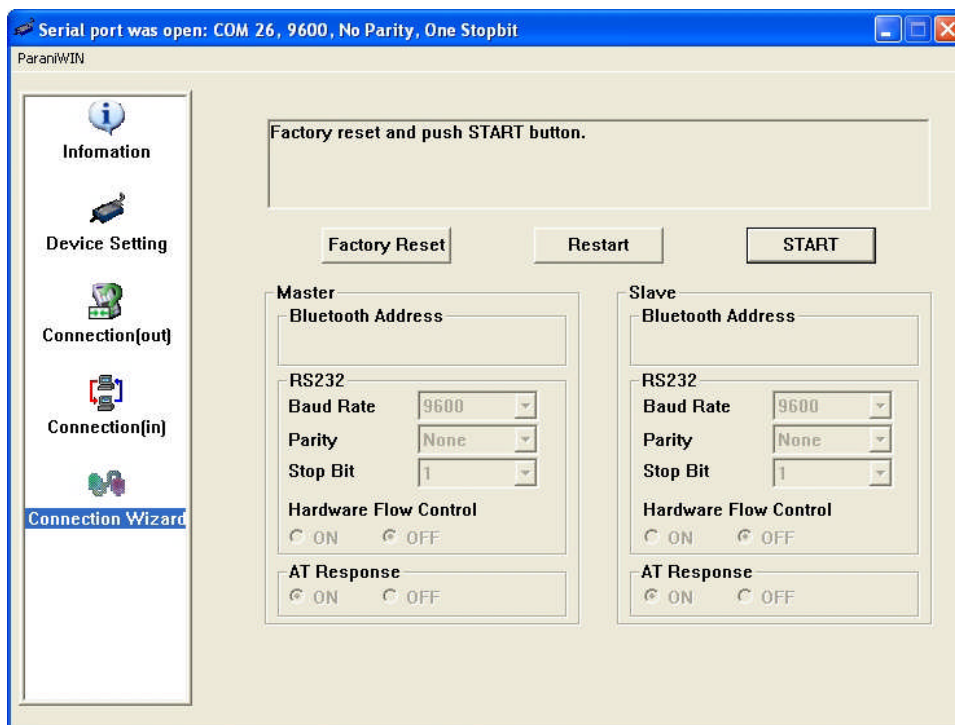 Serial port was open: COM 26, 9600, No Parity, One Stopbit
ParaniWIN
Infomation
Device Setting
Connection(out)
Connection(in)
Connection Wizard
Factory reset and push START button.
Factory Reset Restart START
Master
Bluetooth Address
RS232
Baud Rate 9600
Parity None
Stop Bit 1
Hardware Flow Control
ON OFF
AT Response
ON OFF
Slave
Bluetooth Address
RS232
Baud Rate 9600
Parity None
Stop Bit 1
Hardware Flow Control
ON OFF
AT Response
ON OFF